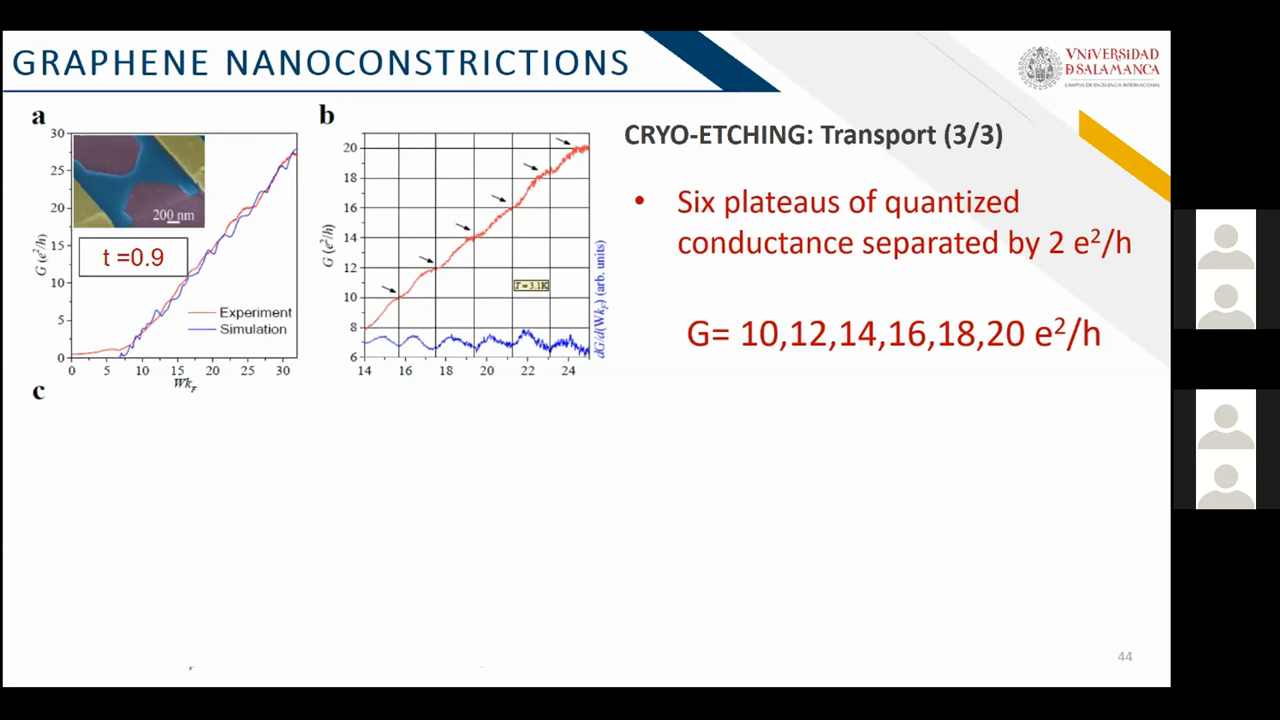 GRAPHENE NANOCONSTRICTIONS
VNiVERSiDAD
D SALAMANCA
CAMPUS DE EXCELENCIA INTERNACIONAL
a
30
25
20
15
10
5
0
G (e²/h)
200 nm
t =0.9
Experiment
Simulation
0 5 10 15 20 25 30
Wk_F
b
20
18
16
14
12
10
8
6
G (e²/h)
T = 3.1K
dG/d(Wk_F) (arb. units)
14 16 18 20 22 24
c
CRYO-ETCHING: Transport (3/3)
• Six plateaus of quantized
conductance separated by 2 e²/h
G= 10,12,14,16,18,20 e²/h
44